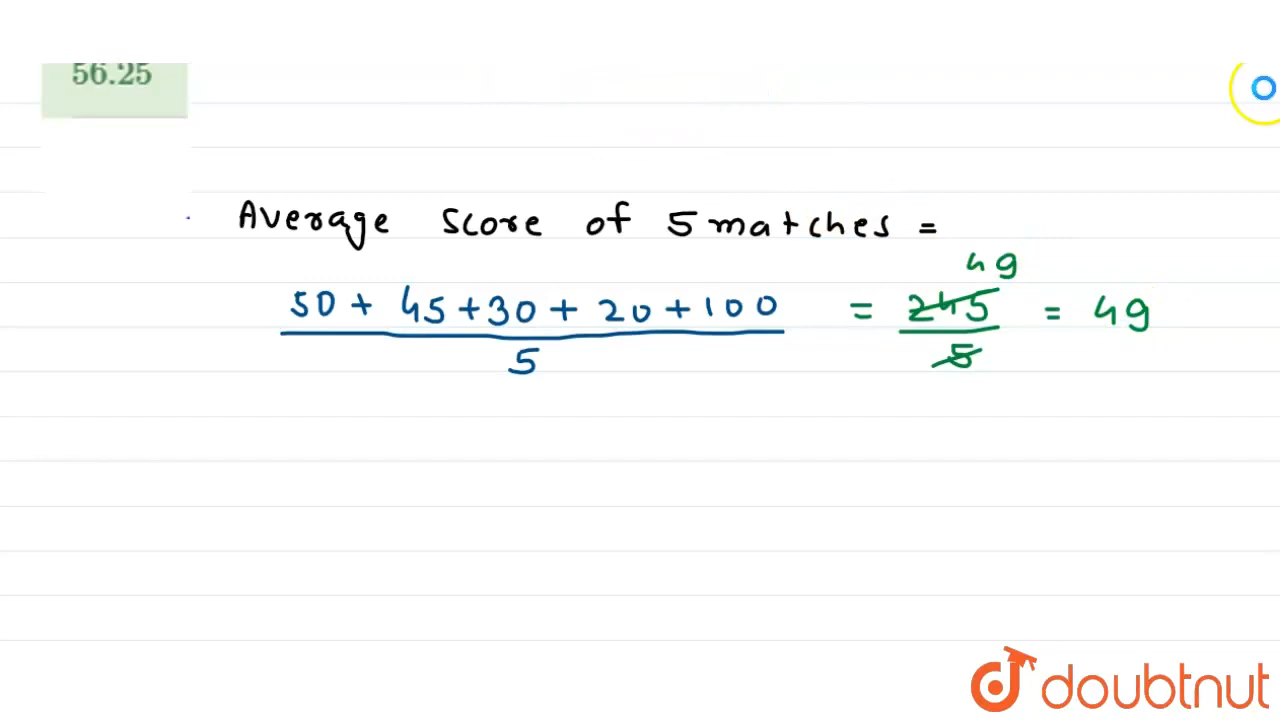 56.25
Average Score of 5 matches =
49
50 + 45 + 30 + 20 + 100 = 245 = 49
5 5
doubtnut